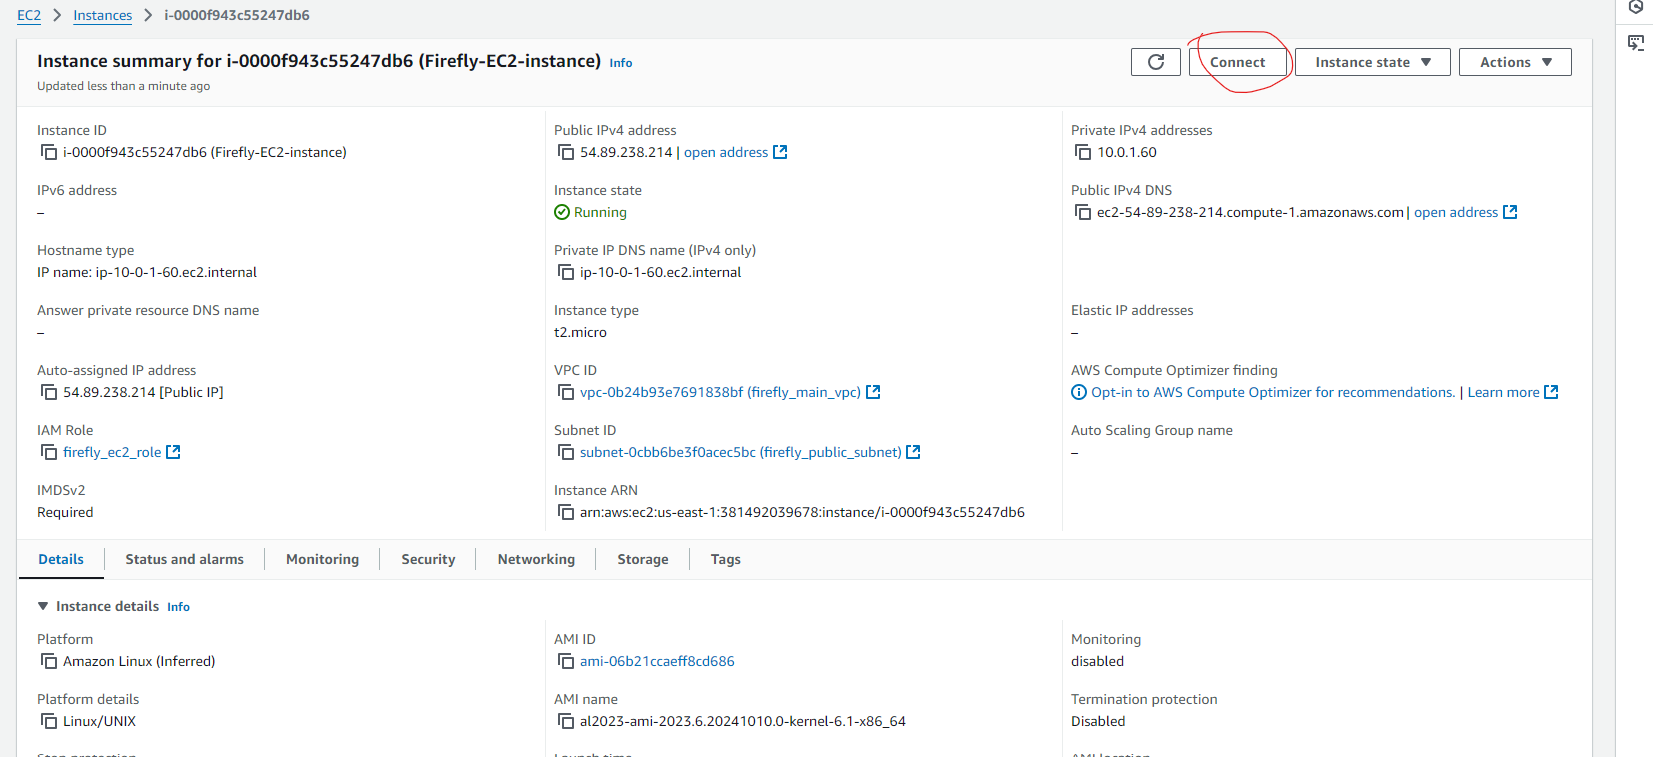 EC2 > Instances > i-0000f943c55247db6
Instance summary for i-0000f943c55247db6 (Firefly-EC2-instance) Info
Connect
Instance state
Actions
Updated less than a minute ago
Instance ID
i-0000f943c55247db6 (Firefly-EC2-instance)
Public IPv4 address
54.89.238.214 | open address
Private IPv4 addresses
10.0.1.60
IPv6 address
–
Instance state
Running
Public IPv4 DNS
ec2-54-89-238-214.compute-1.amazonaws.com | open address
Hostname type
IP name: ip-10-0-1-60.ec2.internal
Private IP DNS name (IPv4 only)
ip-10-0-1-60.ec2.internal
Answer private resource DNS name
–
Instance type
t2.micro
Elastic IP addresses
–
Auto-assigned IP address
54.89.238.214 [Public IP]
VPC ID
vpc-0b24b93e7691838bf (firefly_main_vpc)
AWS Compute Optimizer finding
Opt-in to AWS Compute Optimizer for recommendations. | Learn more
IAM Role
firefly_ec2_role
Subnet ID
subnet-0cbb6be3f0acec5bc (firefly_public_subnet)
Auto Scaling Group name
–
IMDSv2
Required
Instance ARN
arn:aws:ec2:us-east-1:381492039678:instance/i-0000f943c55247db6
Details
Status and alarms
Monitoring
Security
Networking
Storage
Tags
Instance details Info
Platform
Amazon Linux (Inferred)
AMI ID
ami-06b21ccaeff8cd686
Monitoring
disabled
Platform details
Linux/UNIX
AMI name
al2023-ami-2023.6.20241010.0-kernel-6.1-x86_64
Termination protection
Disabled